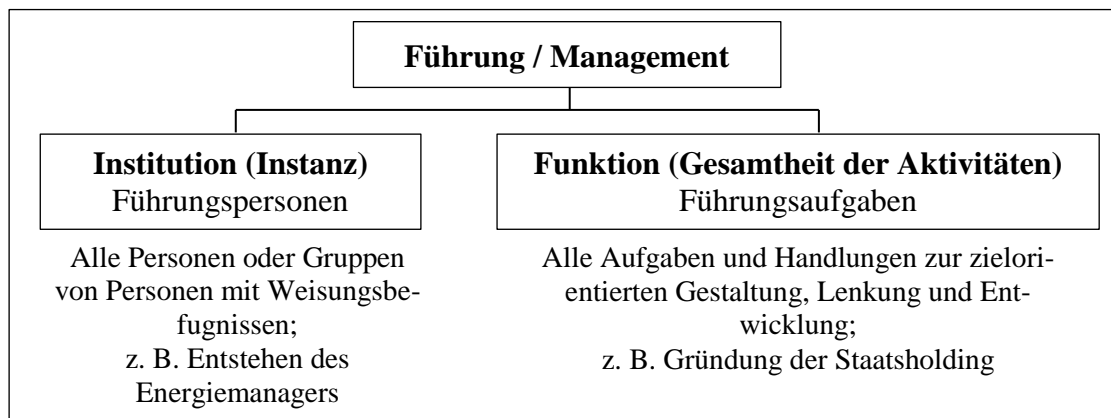 Führung / Management
Institution (Instanz)
Führungspersonen
Funktion (Gesamtheit der Aktivitäten)
Führungsaufgaben
Alle Personen oder Gruppen
von Personen mit Weisungsbe-
fugnissen;
z. B. Entstehen des
Energiemanagers
Alle Aufgaben und Handlungen zur zielori-
entierten Gestaltung, Lenkung und Ent-
wicklung;
z. B. Gründung der Staatsholding